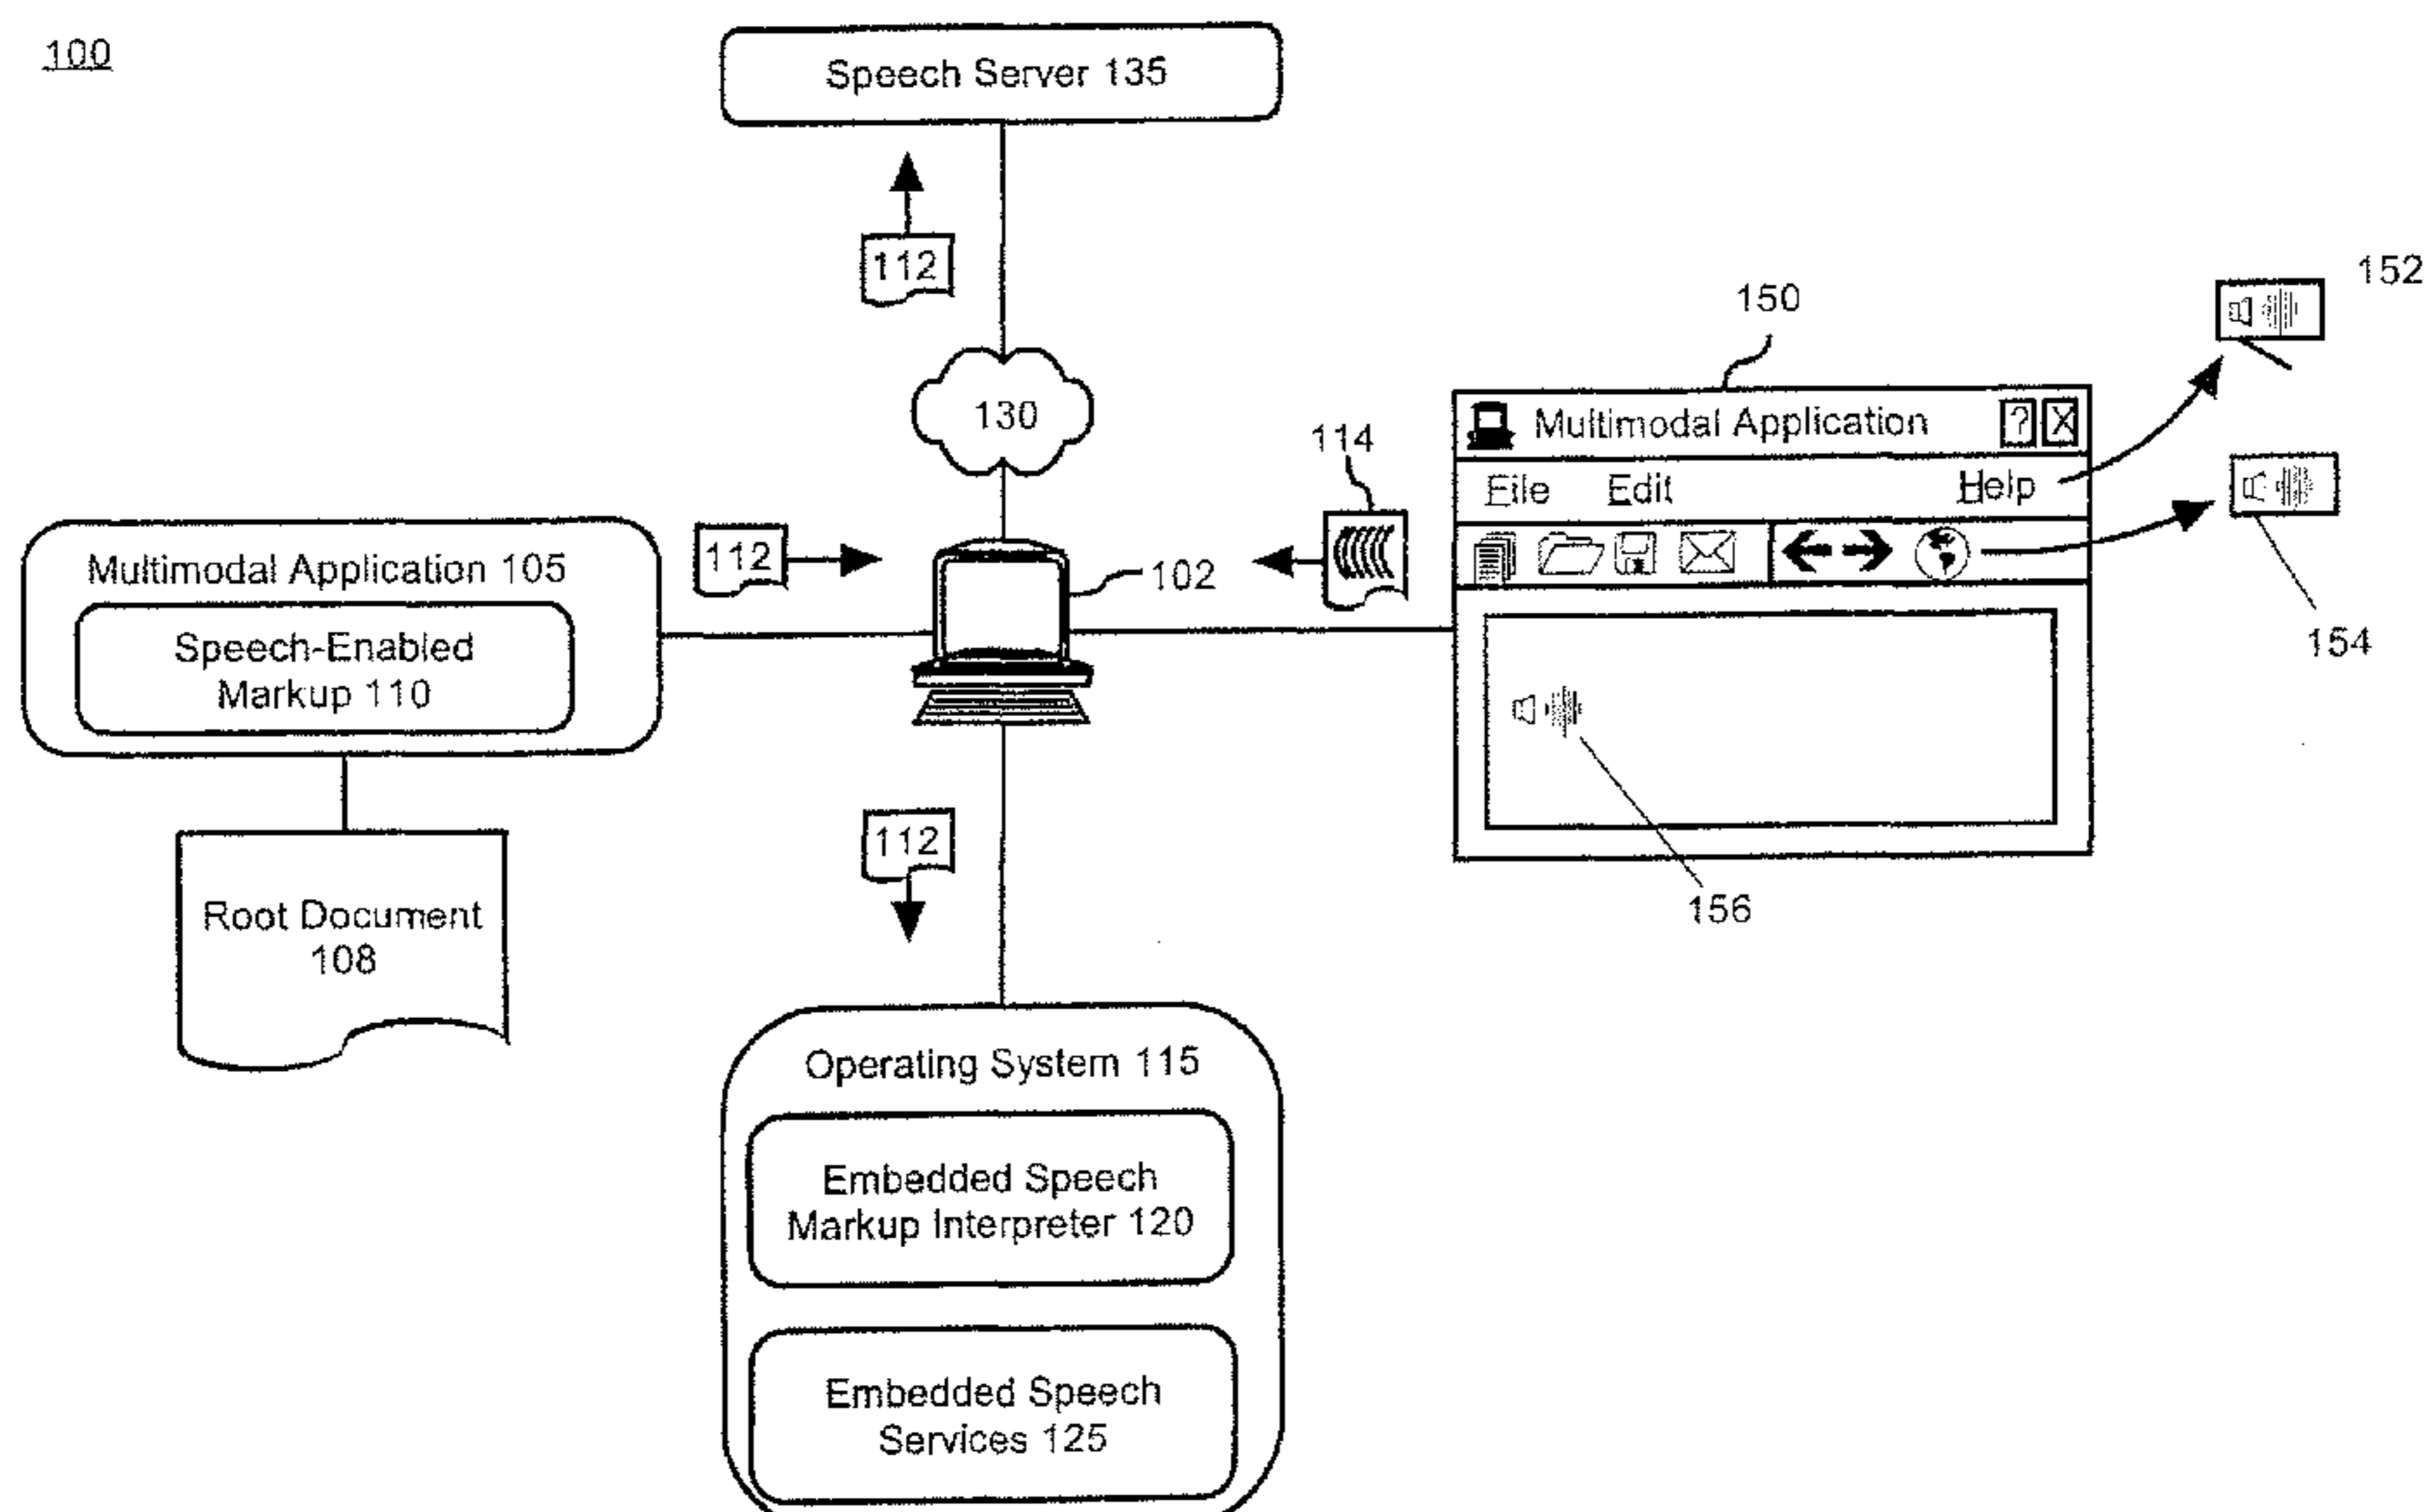 100
Speech Server 135
112
130
152
150
Multimodal Application ? X
File Edit Help
114
154
156
112
102
Multimodal Application 105
Speech-Enabled
Markup 110
Root Document
108
112
Operating System 115
Embedded Speech
Markup Interpreter 120
Embedded Speech
Services 125